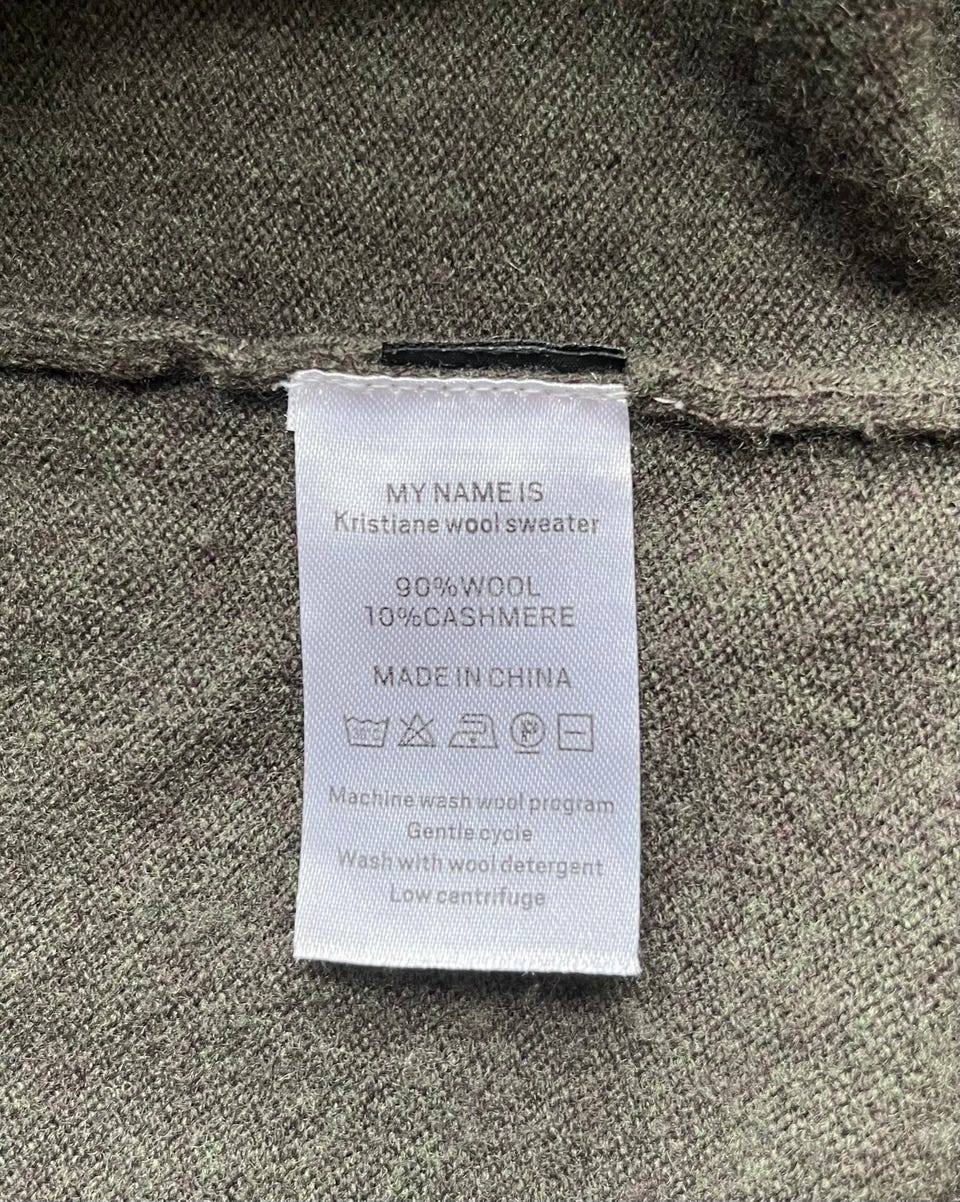 MY NAME IS
Kristiane wool sweater
90%WOOL
10%CASHMERE
MADE IN CHINA
30°C P
Machine wash wool program
Gentle cycle
Wash with wool detergent
Low centrifuge